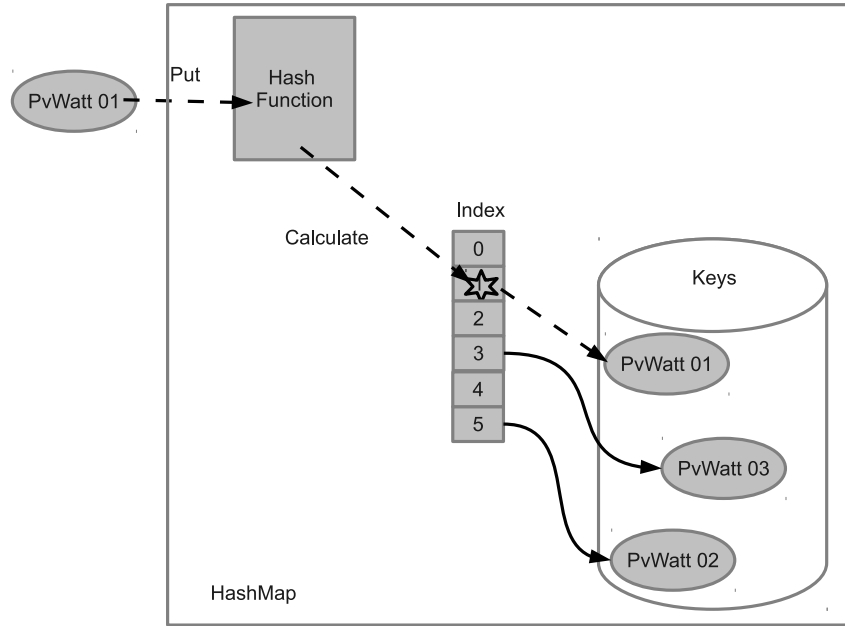 Put
PvWatt 01
Hash
Function
Calculate
Index
0
1
2
3
4
5
Keys
PvWatt 01
PvWatt 03
PvWatt 02
HashMap